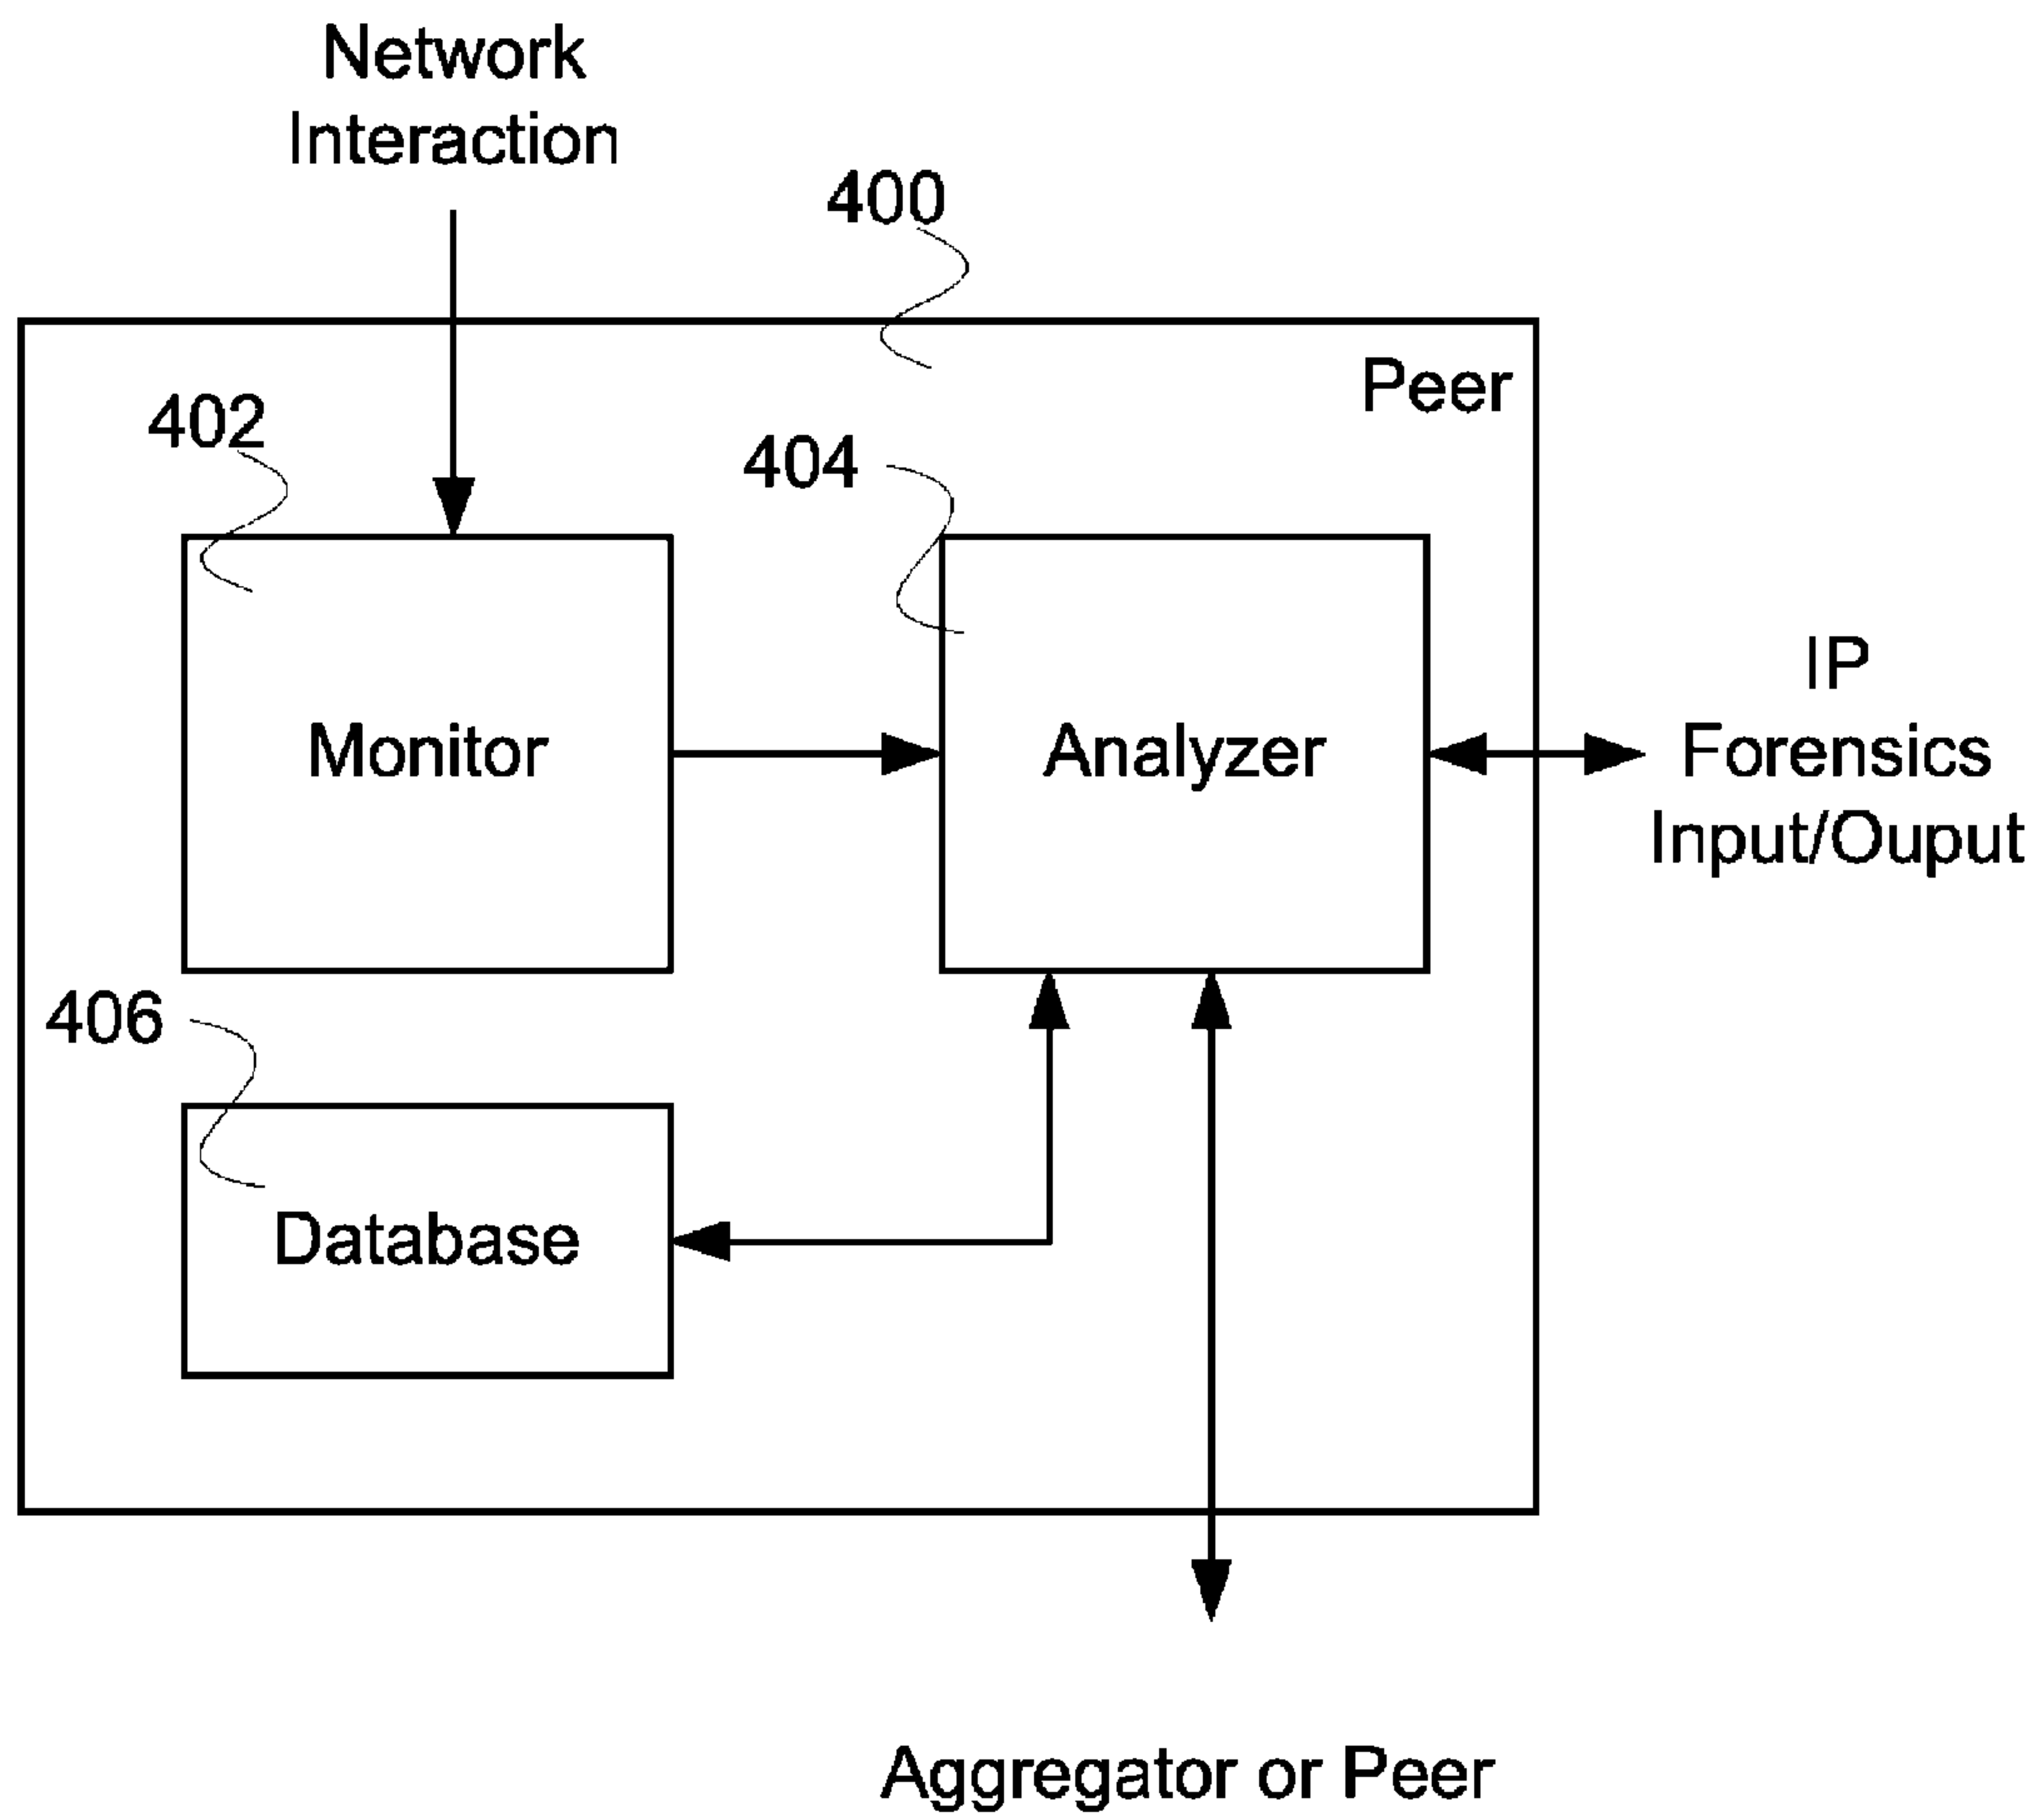 Network
Interaction
400
Peer
402
404
Monitor
Analyzer
IP
Forensics
Input/Ouput
406
Database
Aggregator or Peer